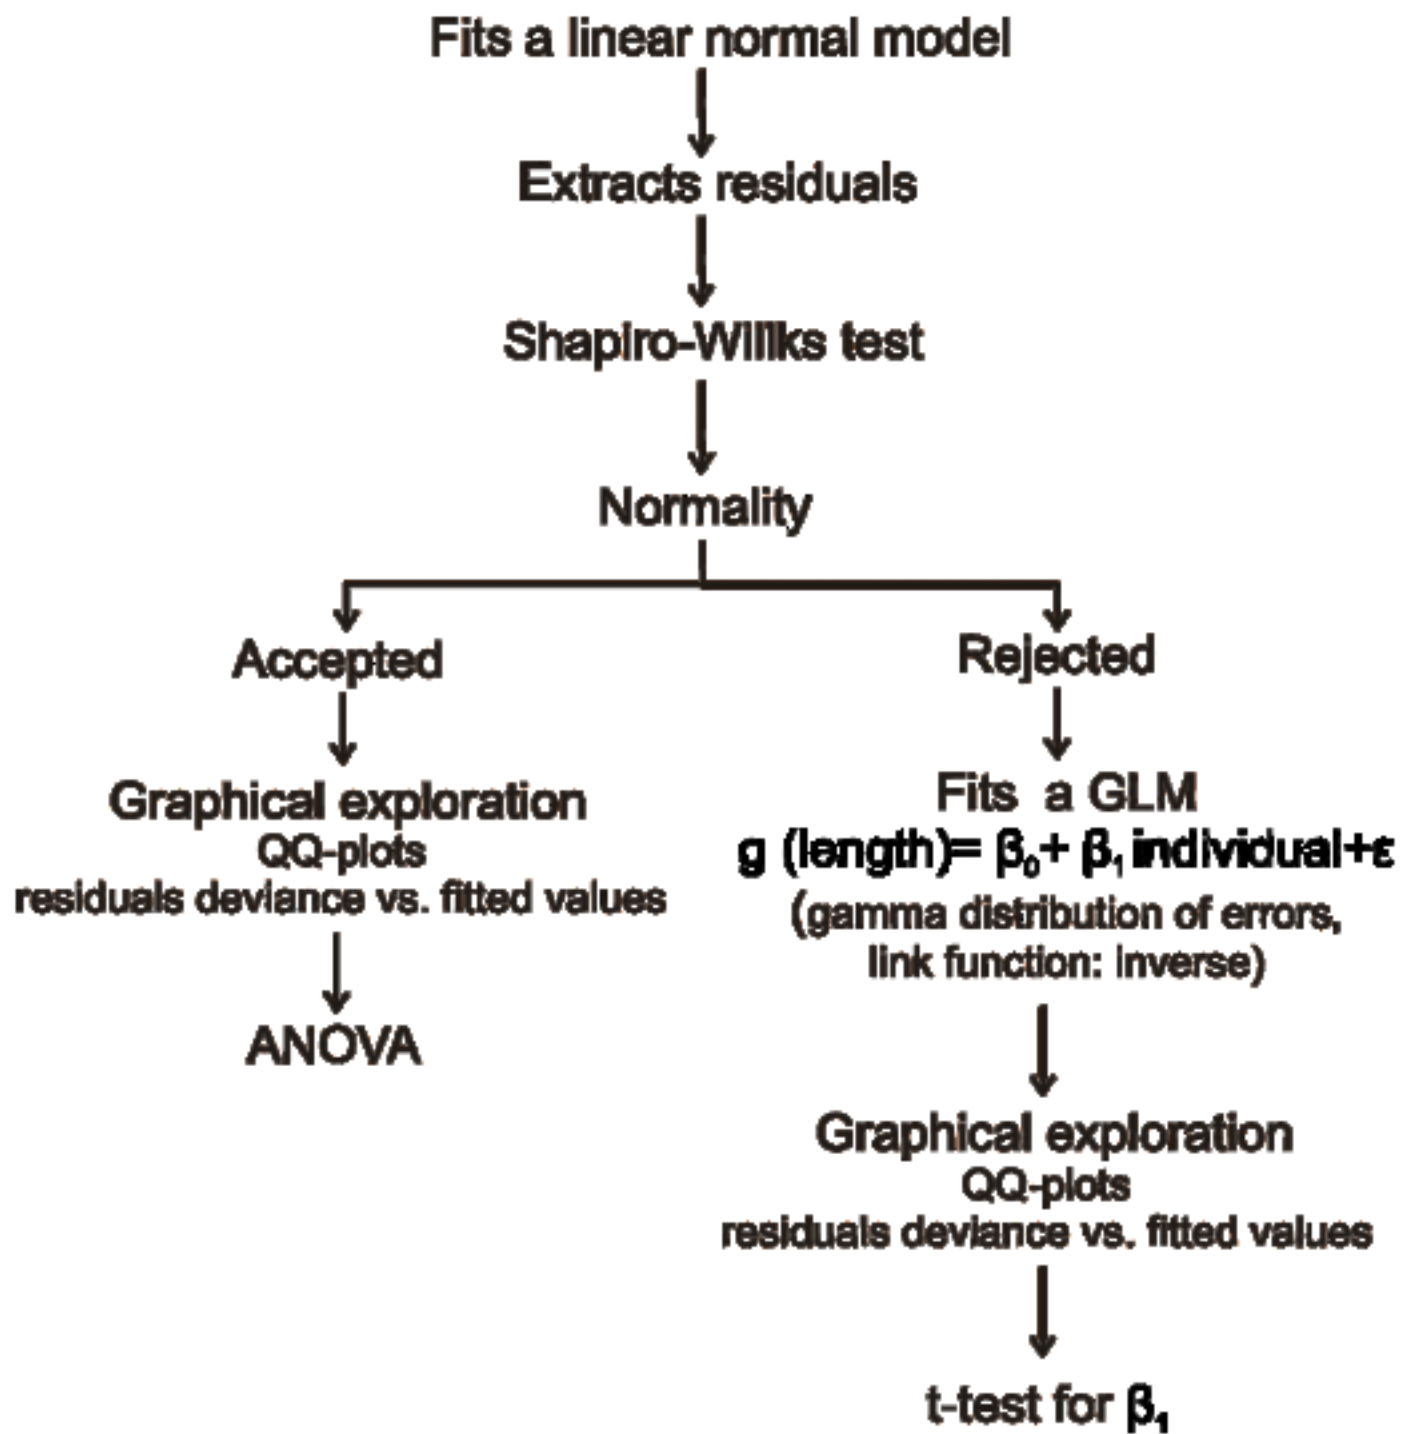 Fits a linear normal model
Extracts residuals
Shapiro-Willks test
Normality
Accepted
Graphical exploration
QQ-plots
residuals deviance vs. fitted values
ANOVA
Rejected
Fits a GLM
g (length)= β₀+ β₁ individual+ε
(gamma distribution of errors,
link function: inverse)
Graphical exploration
QQ-plots
residuals deviance vs. fitted values
t-test for β₁